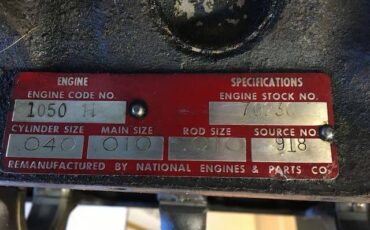 ENGINE SPECIFICATIONS
ENGINE CODE NO. ENGINE STOCK NO.
1050
CYLINDER SIZE MAIN SIZE ROD SIZE SOURCE NO.
.040 010 918
REMANUFACTURED BY NATIONAL ENGINES & PARTS CO.